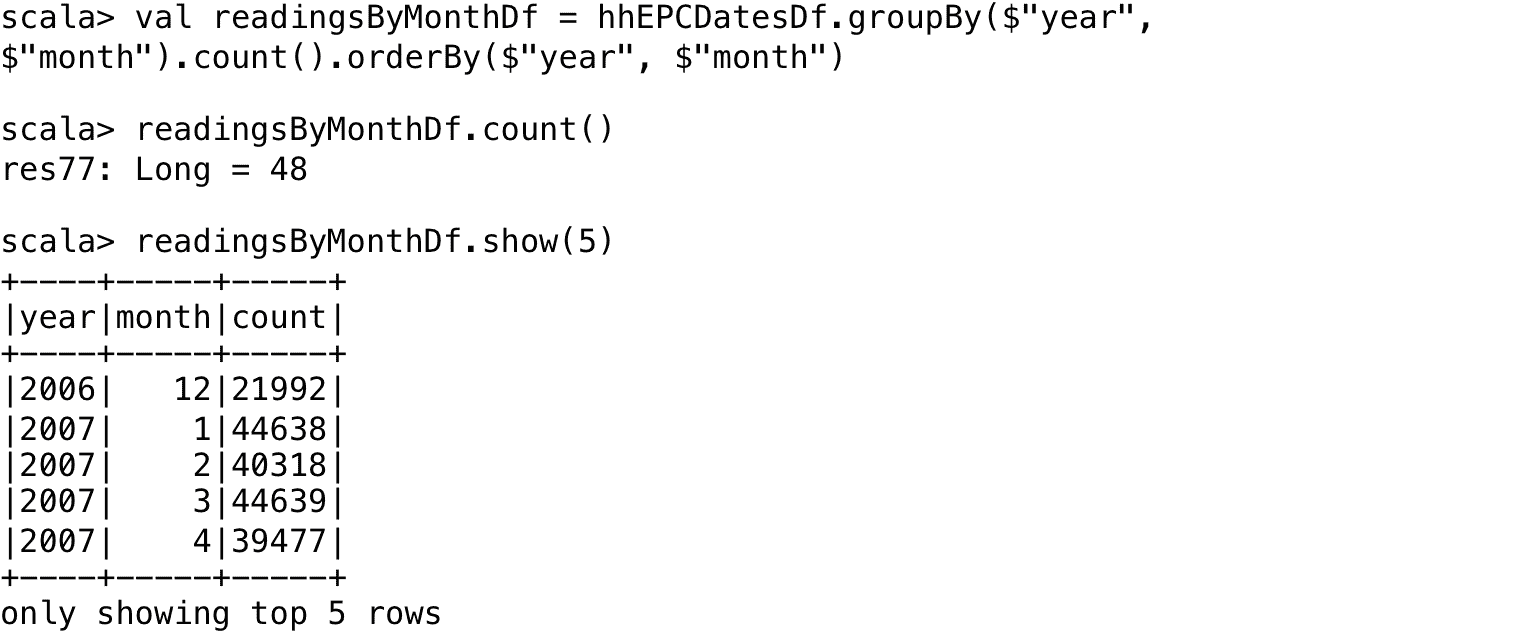 scala> val readingsByMonthDf = hhEPCDatesDf.groupBy($"year",
$"month").count().orderBy($"year", $"month")
scala> readingsByMonthDf.count()
res77: Long = 48
scala> readingsByMonthDf.show(5)
+----+-----+-----+
|year|month|count|
+----+-----+-----+
|2006|   12|21992|
|2007|    1|44638|
|2007|    2|40318|
|2007|    3|44639|
|2007|    4|39477|
+----+-----+-----+
only showing top 5 rows